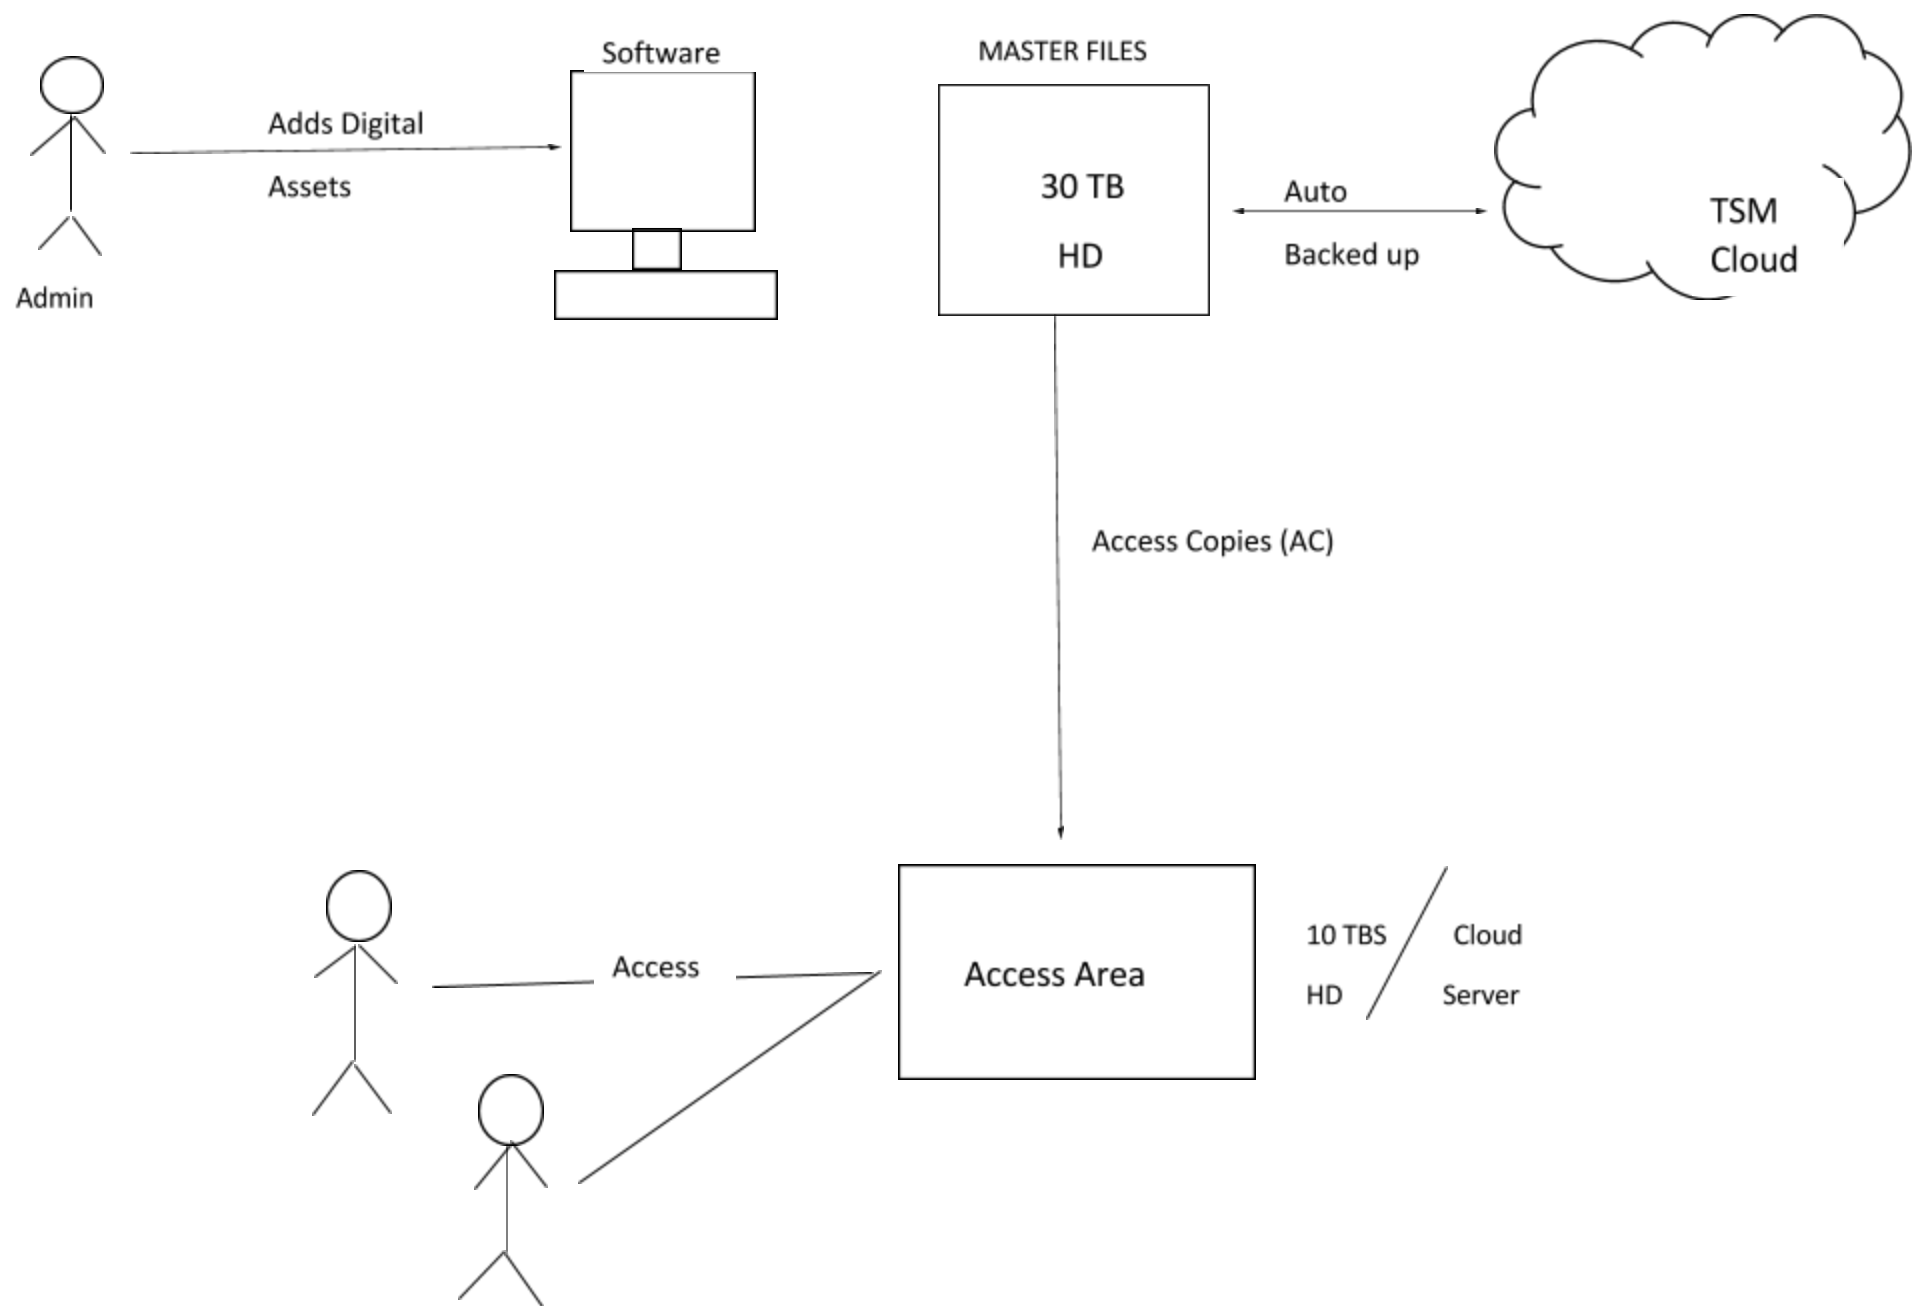 Software
MASTER FILES
Adds Digital
Assets
Admin
30 TB
HD
Auto
Backed up
TSM
Cloud
Access Copies (AC)
Access
Access Area
10 TBS
HD
Cloud
Server